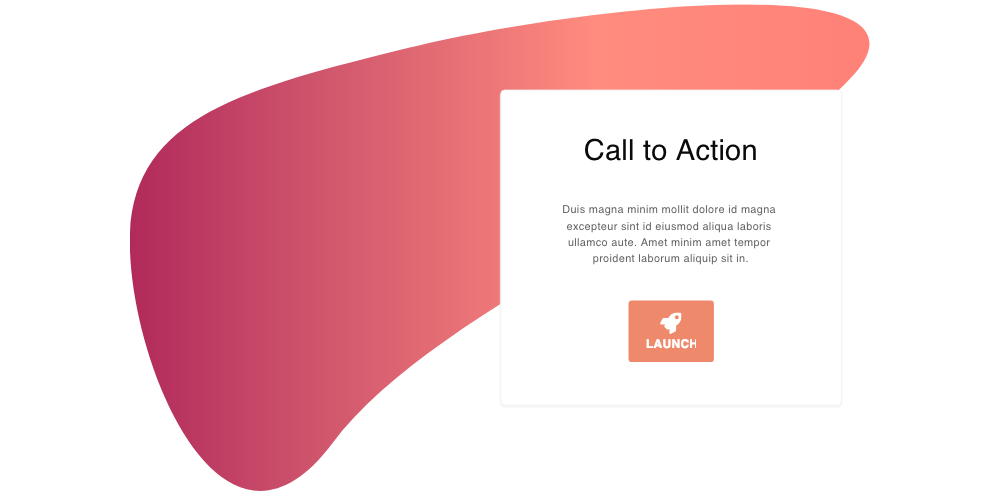 Call to Action
Duis magna minim mollit dolore id magna
excepteur sint id eiusmod aliqua laboris
ullamco aute. Amet minim amet tempor
proident laborum aliquip sit in.
LAUNCH